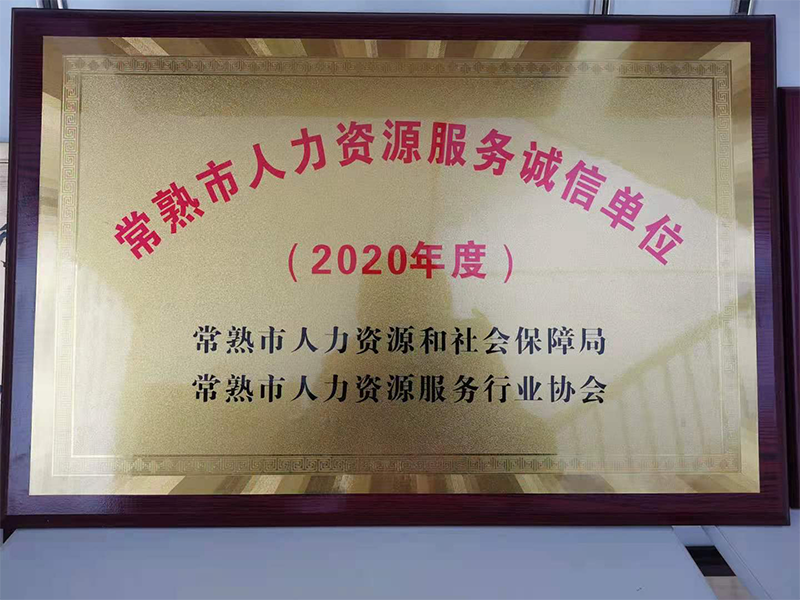 常熟市人力资源服务诚信单位
（2020年度）
常熟市人力资源和社会保障局
常熟市人力资源服务行业协会